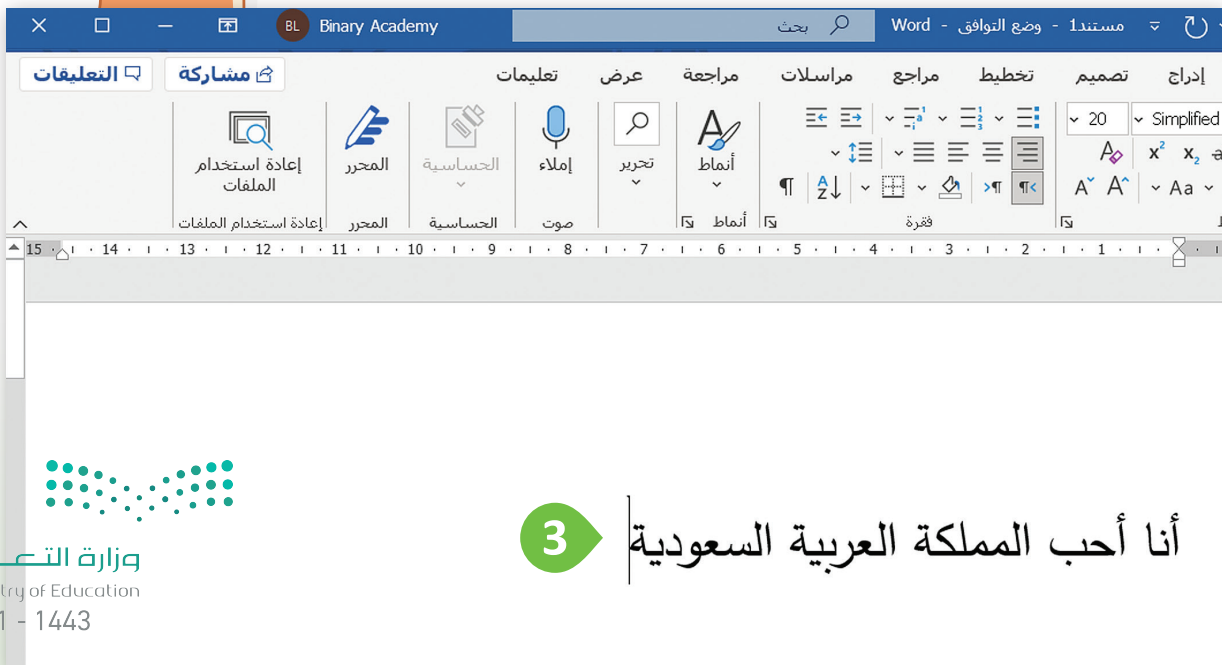 مستند1 - وضع التوافق - Word بحث Binary Academy BL
إدراج تصميم تخطيط مراجع مراسلات مراجعة عرض تعليمات مشاركة التعليقات
Simplified 20
Aa
أنماط تحرير إملاء الحساسية المحرر إعادة استخدام الملفات
فقرة أنماط صوت الحساسية المحرر إعادة استخدام الملفات
1 2 3 4 5 6 7 8 9 10 11 12 13 14 15
أنا أحب المملكة العربية السعودية
3
وزارة
of Education
- 1443